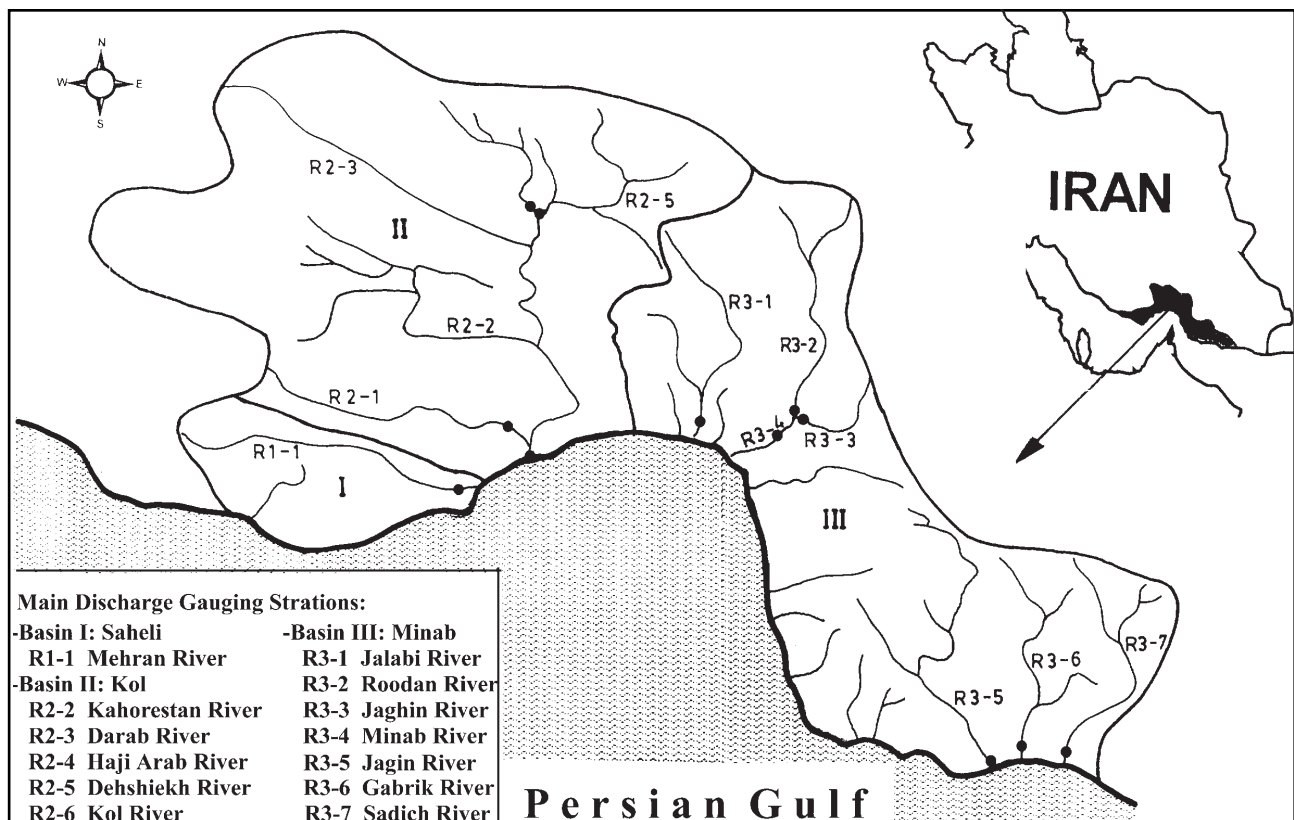 N
W E
S
IRAN
R2-3
R2-5
II
R3-1
R2-2
R3-2
R2-1
R3-4
R3-3
R1-1
I
III
R3-7
R3-6
R3-5
Main Discharge Gauging Strations:
-Basin I: Saheli
R1-1 Mehran River
-Basin II: Kol
R2-2 Kahorestan River
R2-3 Darab River
R2-4 Haji Arab River
R2-5 Dehshiekh River
R2-6 Kol River
-Basin III: Minab
R3-1 Jalabi River
R3-2 Roodan River
R3-3 Jaghin River
R3-4 Minab River
R3-5 Jagin River
R3-6 Gabrik River
R3-7 Sadich River
Persian Gulf